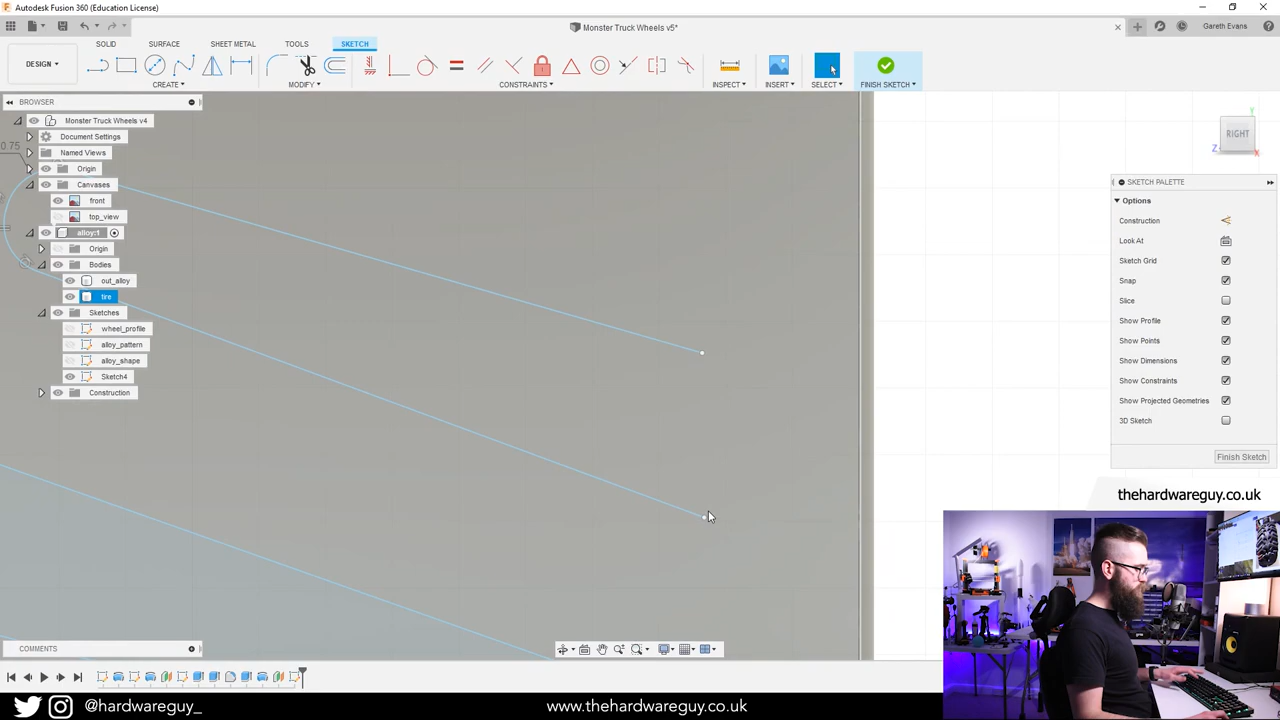 Autodesk Fusion 360 (Education License)
Monster Truck Wheels v5*
Gareth Evans
DESIGN
SOLID
SURFACE
SHEET METAL
TOOLS
SKETCH
CREATE
MODIFY
CONSTRAINTS
INSPECT
INSERT
SELECT
FINISH SKETCH
BROWSER
Monster Truck Wheels v4
Document Settings
Named Views
Origin
Canvases
front
top_view
alloy:1
Origin
Bodies
out_alloy
tire
Sketches
wheel_profile
alloy_pattern
alloy_shape
Sketch4
Construction
0.75
Y
RIGHT
Z
X
SKETCH PALETTE
Options
Construction
Look At
Sketch Grid
Snap
Slice
Show Profile
Show Points
Show Dimensions
Show Constraints
Show Projected Geometries
3D Sketch
Finish Sketch
thehardwareguy.co.uk
COMMENTS
@hardwareguy_
www.thehardwareguy.co.uk